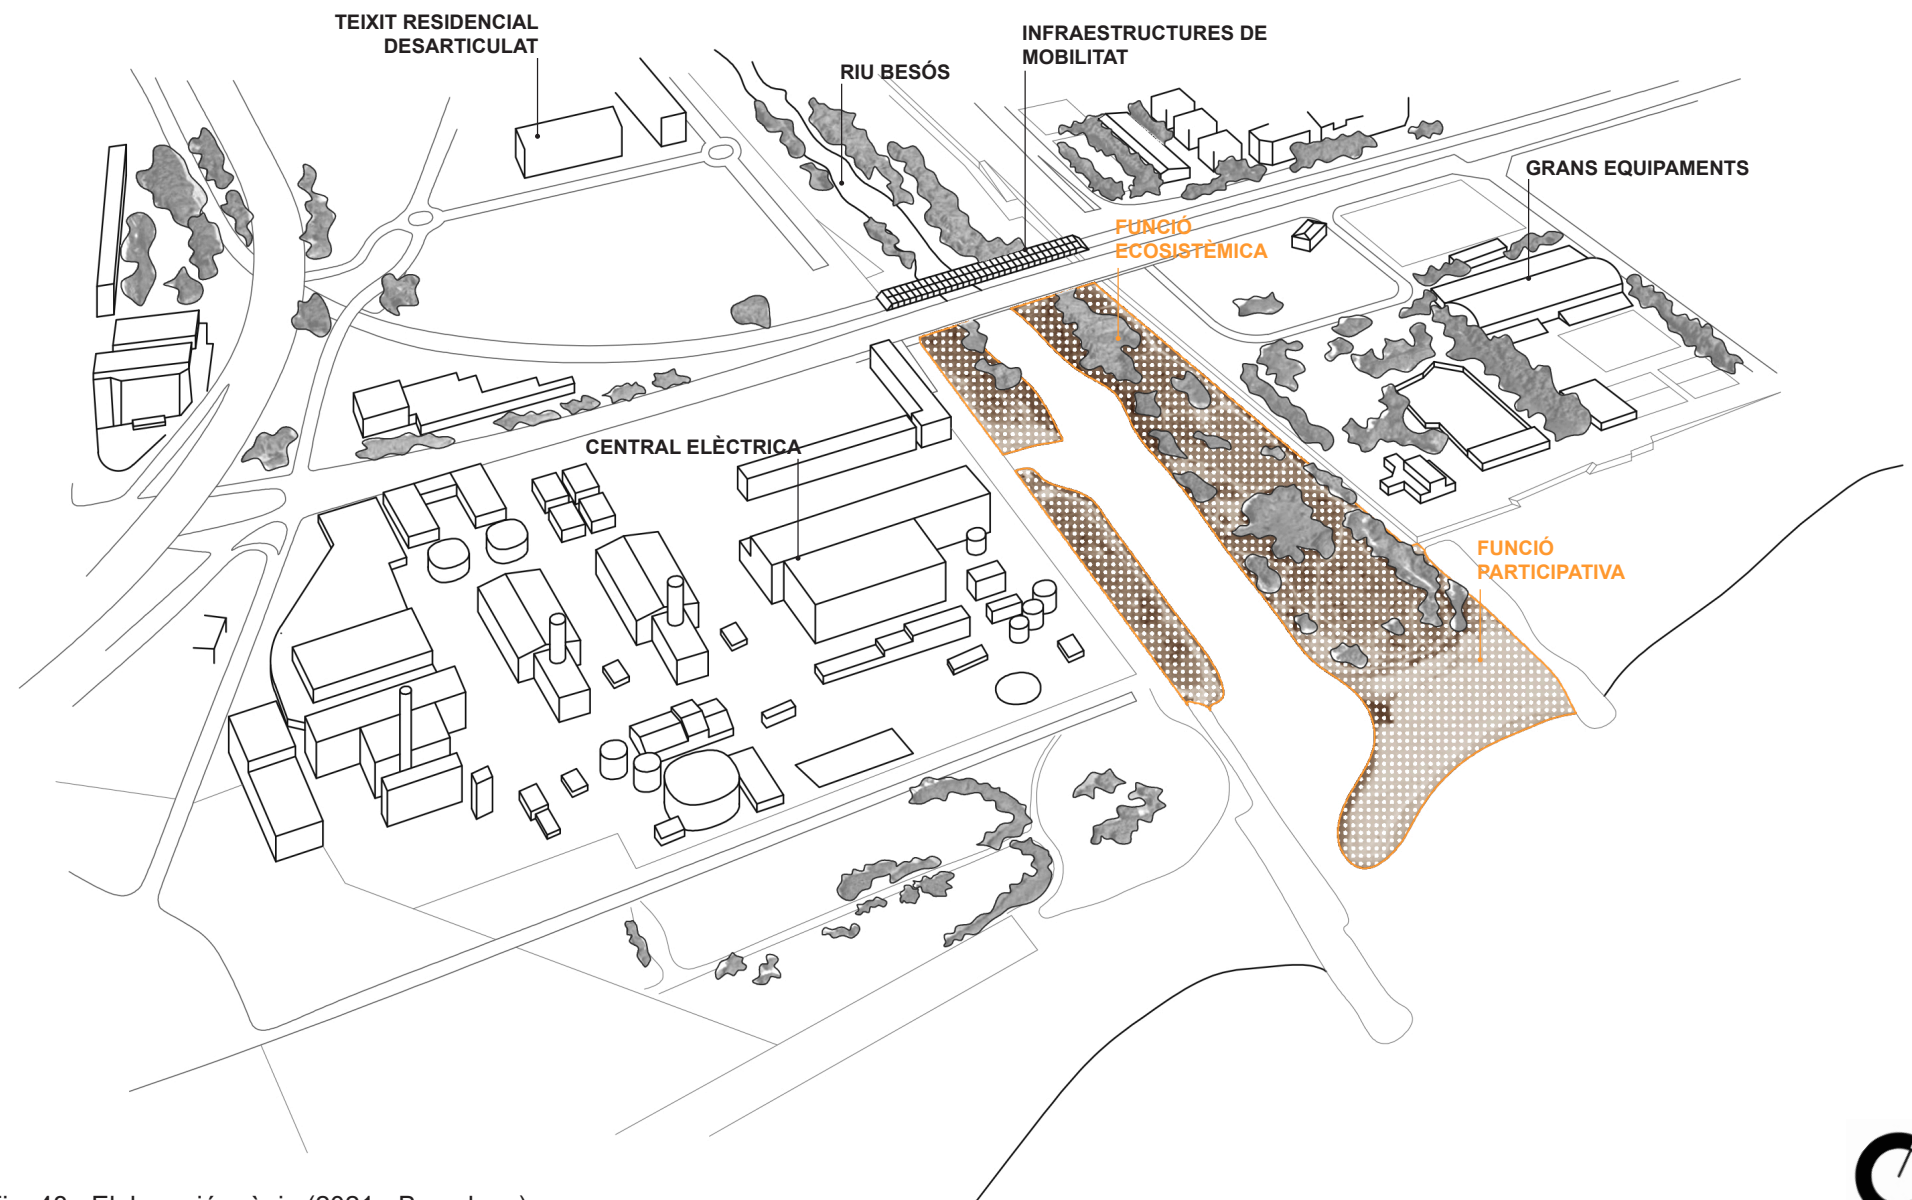 TEIXIT RESIDENCIAL
DESARTICULAT
INFRAESTRUCTURES DE
MOBILITAT
RIU BESÓS
GRANS EQUIPAMENTS
FUNCIÓ
ECOSISTÈMICA
CENTRAL ELÈCTRICA
FUNCIÓ
PARTICIPATIVA